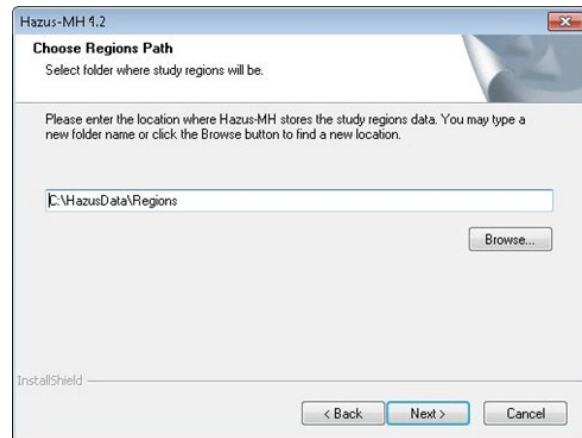 Hazus-MH 4.2
Choose Regions Path
Select folder where study regions will be.
Please enter the location where Hazus-MH stores the study regions data. You may type a
new folder name or click the Browse button to find a new location.
C:\HazusData\Regions
Browse...
InstallShield
< Back
Next >
Cancel